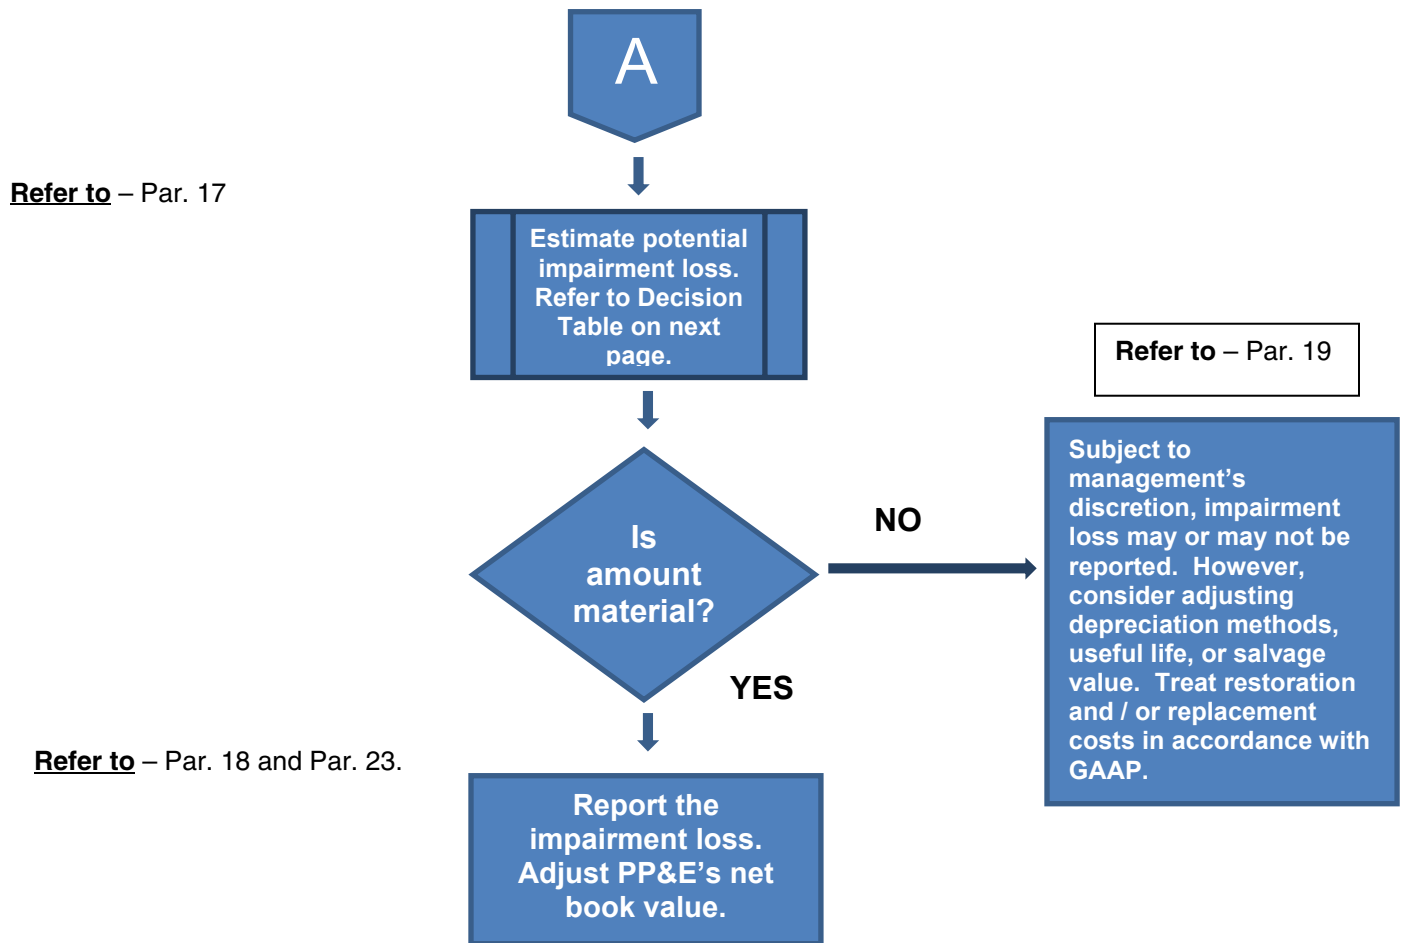 A
Refer to – Par. 17
Estimate potential
impairment loss.
Refer to Decision
Table on next
page.
Refer to – Par. 19
Is
amount
material?
NO
Subject to
management’s
discretion, impairment
loss may or may not be
reported.  However,
consider adjusting
depreciation methods,
useful life, or salvage
value.  Treat restoration
and / or replacement
costs in accordance with
GAAP.
YES
Refer to – Par. 18 and Par. 23.
Report the
impairment loss.
Adjust PP&E’s net
book value.